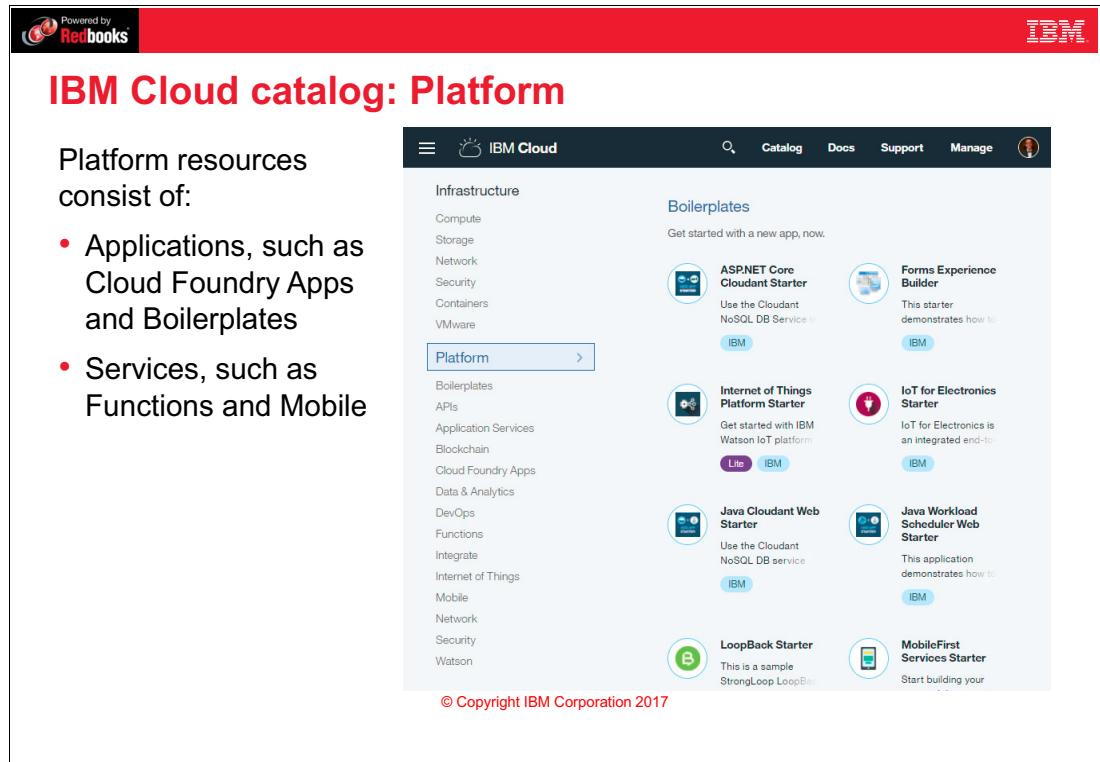 Powered by
Redbooks
IBM
IBM Cloud catalog: Platform
Platform resources
consist of:
• Applications, such as
Cloud Foundry Apps
and Boilerplates
• Services, such as
Functions and Mobile
IBM Cloud
Catalog
Docs
Support
Manage
Infrastructure
Compute
Storage
Network
Security
Containers
VMware
Platform
Boilerplates
APIs
Application Services
Blockchain
Cloud Foundry Apps
Data & Analytics
DevOps
Functions
Integrate
Internet of Things
Mobile
Network
Security
Watson
Boilerplates
Get started with a new app, now.
ASP.NET Core
Cloudant Starter
Use the Cloudant
NoSQL DB Service
IBM
Forms Experience
Builder
This starter
demonstrates how to
IBM
Internet of Things
Platform Starter
Get started with IBM
Watson IoT platform
Lite
IBM
IoT for Electronics
Starter
IoT for Electronics is
an integrated end-to-
IBM
Java Cloudant Web
Starter
Use the Cloudant
NoSQL DB service
IBM
Java Workload
Scheduler Web
Starter
This application
demonstrates how to
IBM
LoopBack Starter
This is a sample
StrongLoop
MobileFirst
Services Starter
Start building your
© Copyright IBM Corporation 2017